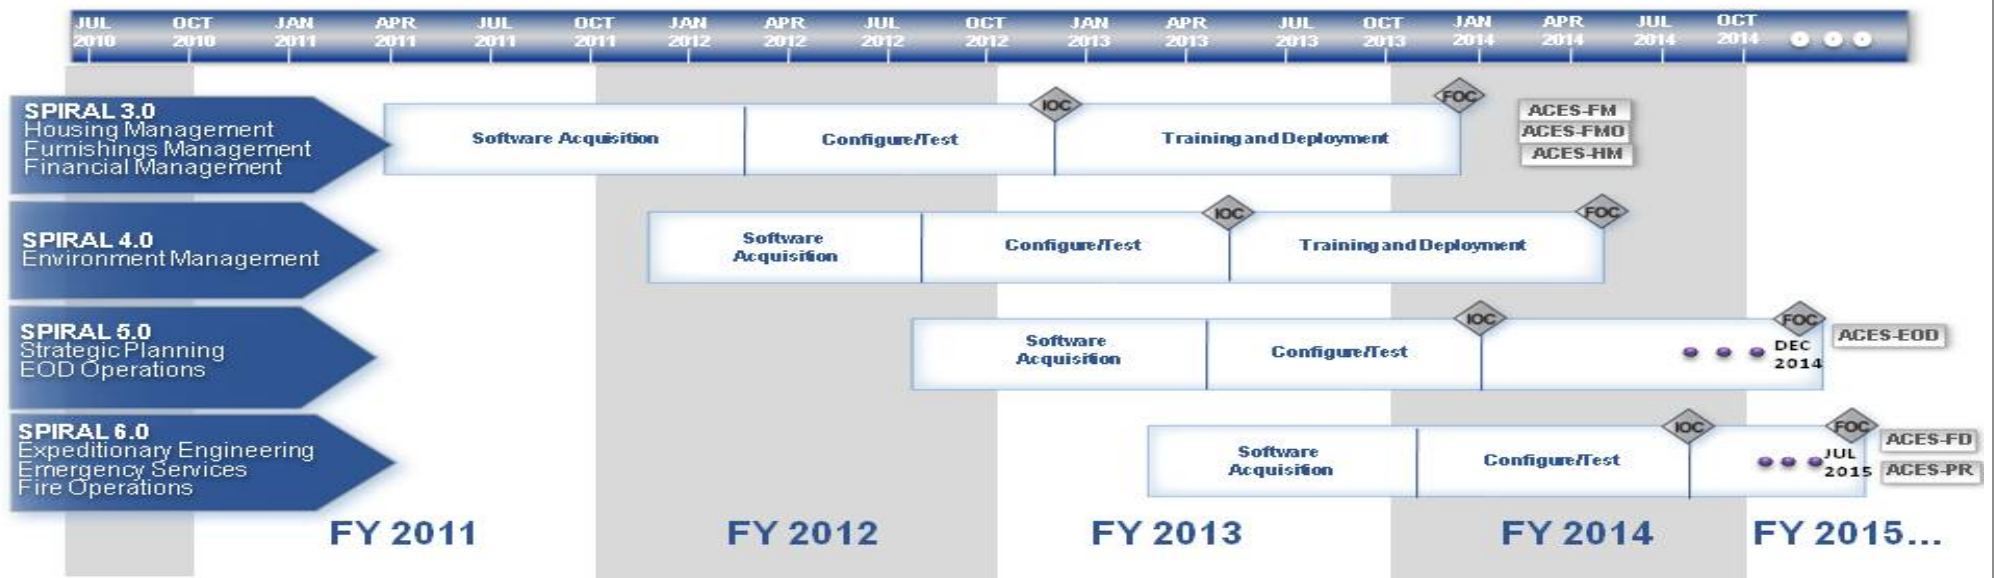 JUL OCT JAN APR JUL OCT JAN APR JUL OCT JAN APR JUL OCT JAN APR JUL OCT
2010 2010 2011 2011 2011 2011 2012 2012 2012 2012 2013 2013 2013 2013 2014 2014 2014 2014
SPIRAL 3.0
Housing Management
Furnishings Management
Financial Management
Software Acquisition
Configure/Test
IOC
Training and Deployment
FOC
ACES-FM
ACES-FMO
ACES-HM
SPIRAL 4.0
Environment Management
Software
Acquisition
Configure/Test
IOC
Training and Deployment
FOC
SPIRAL 5.0
Strategic Planning
EOD Operations
Software
Acquisition
Configure/Test
IOC
FOC
DEC
2014
ACES-EOD
SPIRAL 6.0
Expeditionary Engineering
Emergency Services
Fire Operations
Software
Acquisition
Configure/Test
IOC
FOC
JUL
2015
ACES-FD
ACES-PR
FY 2011 FY 2012 FY 2013 FY 2014 FY 2015...